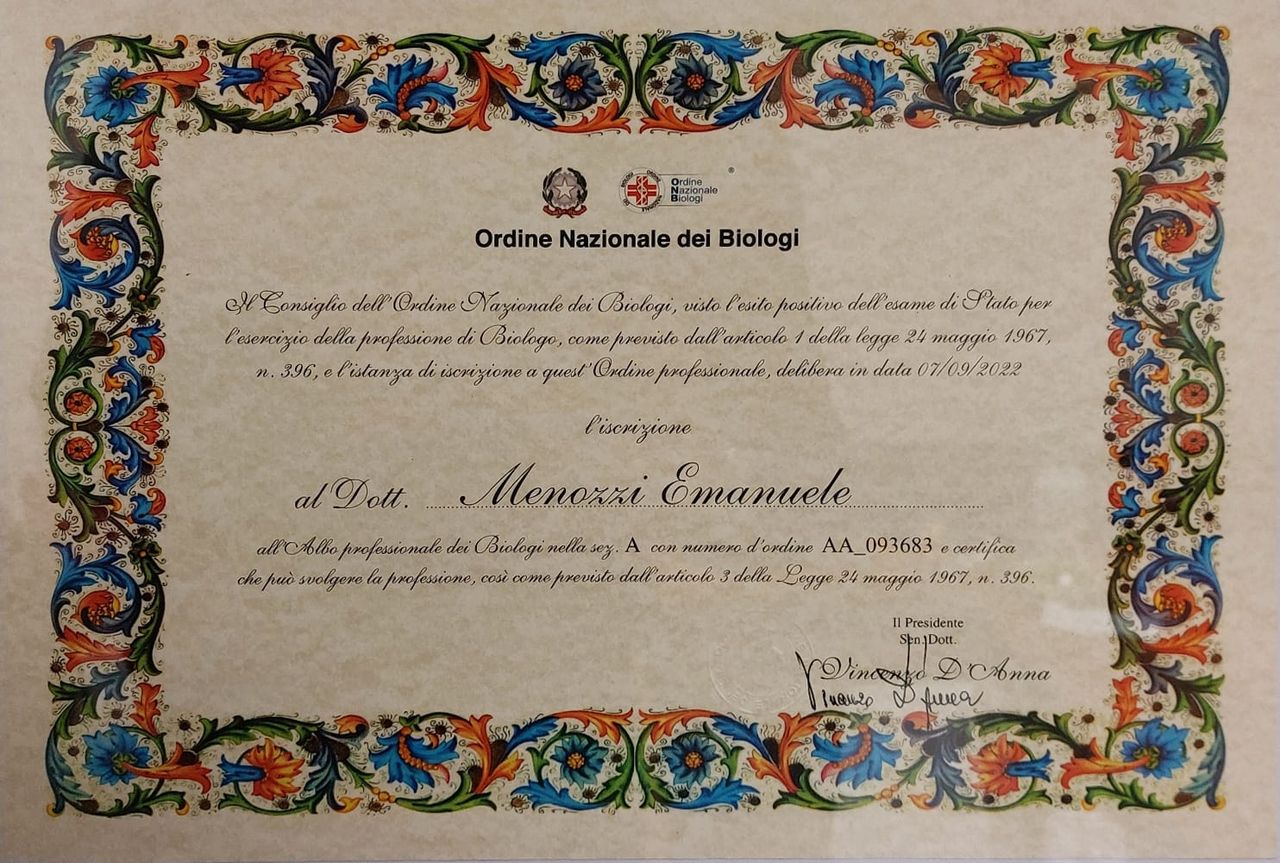 Ordine
Nazionale
Biologi
®
Ordine Nazionale dei Biologi
Il Consiglio dell'Ordine Nazionale dei Biologi, visto l'esito positivo dell'esame di Stato per
l'esercizio della professione di Biologo, come previsto dall'articolo 1 della legge 24 maggio 1967,
n. 396, e l'istanza di iscrizione a quest'Ordine professionale, delibera in data 07/09/2022
l'iscrizione
al Dott. Menozzi Emanuele
all'Albo professionale dei Biologi nella sez. A con numero d'ordine AA_093683 e certifica
che può svolgere la professione, così come previsto dall'articolo 3 della Legge 24 maggio 1967, n. 396.
Il Presidente
Sen. Dott.
Vincenzo D'Anna